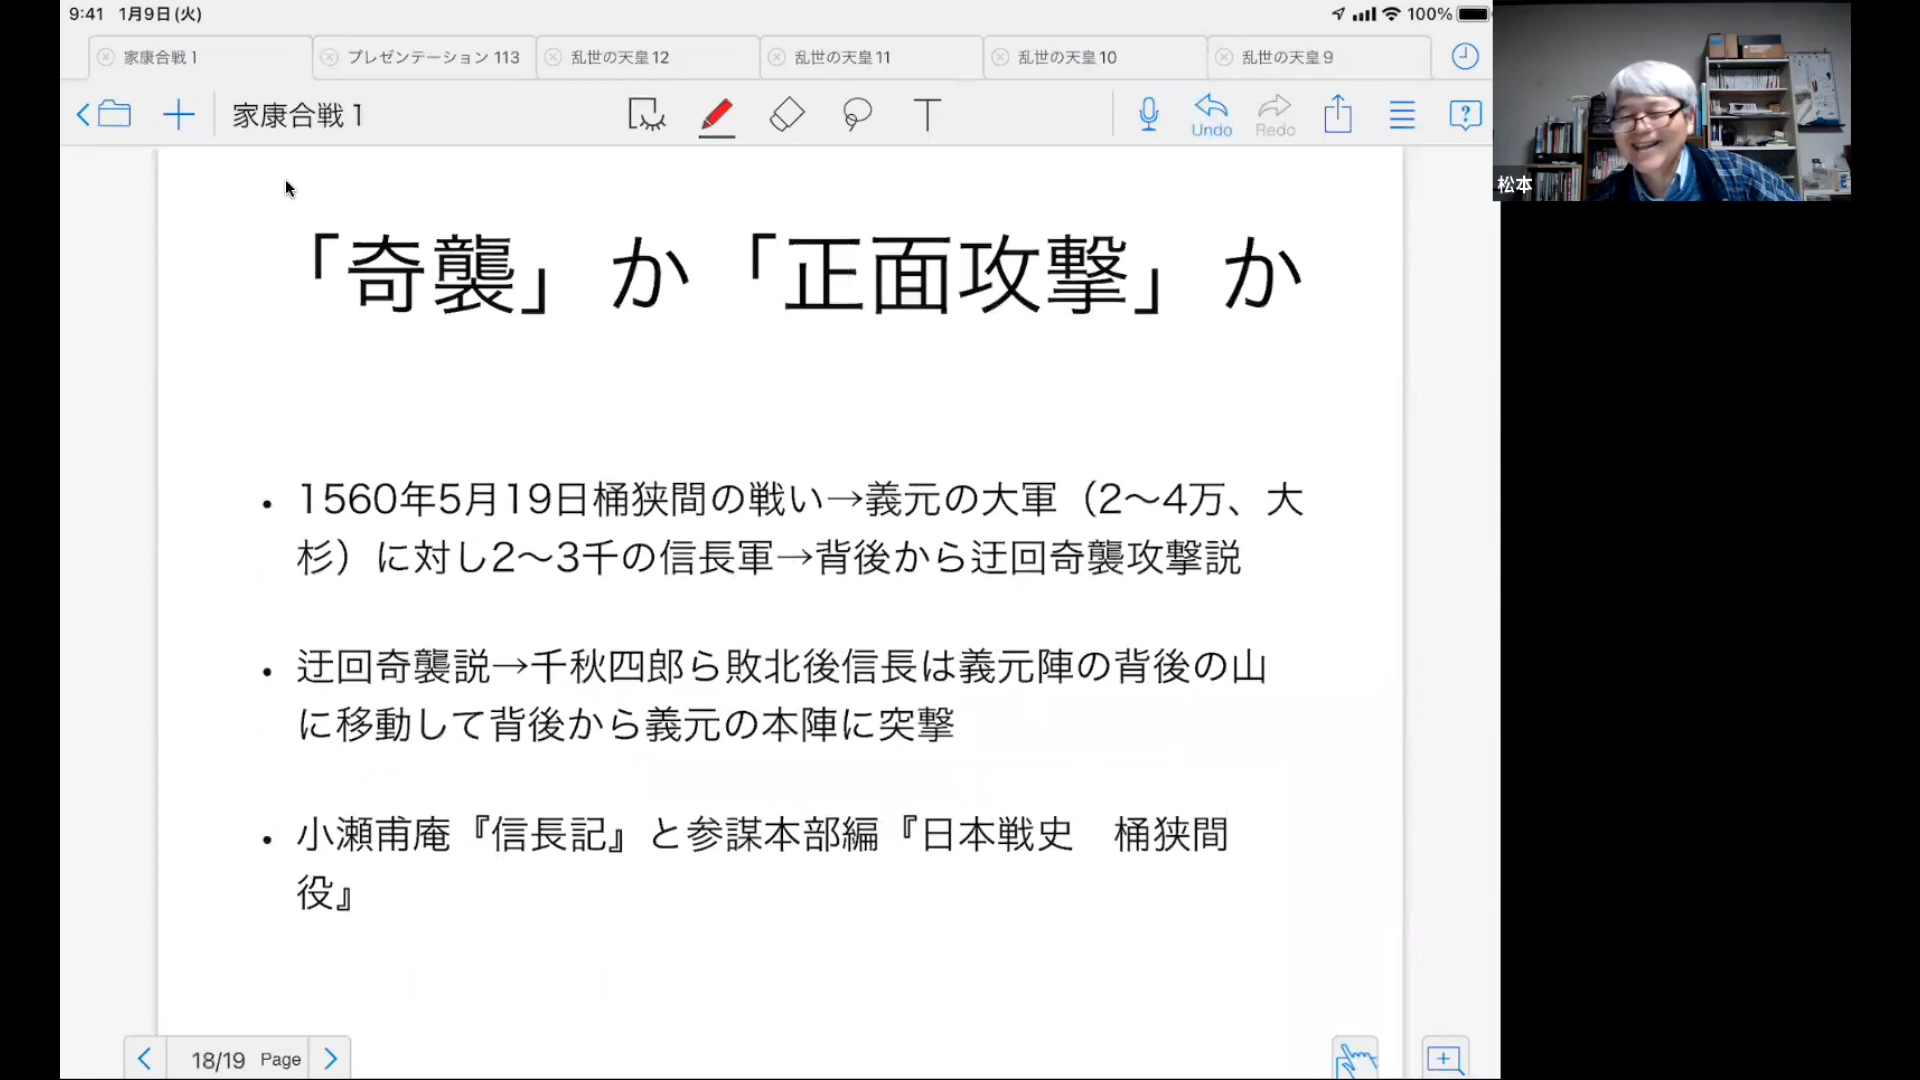 9:41 1月9日(火)
100%
家康合戦 1
プレゼンテーション 113
乱世の天皇12
乱世の天皇11
乱世の天皇10
乱世の天皇 9
家康合戦 1
T
Undo
Redo
?
松本
「奇襲」か「正面攻撃」か
• 1560年5月19日桶狭間の戦い→義元の大軍（2〜4万、大
杉）に対し2〜3千の信長軍→背後から迂回奇襲攻撃説
• 迂回奇襲説→千秋四郎ら敗北後信長は義元陣の背後の山
に移動して背後から義元の本陣に突撃
• 小瀬甫庵『信長記』と参謀本部編『日本戦史　桶狭間
役』
18/19 Page